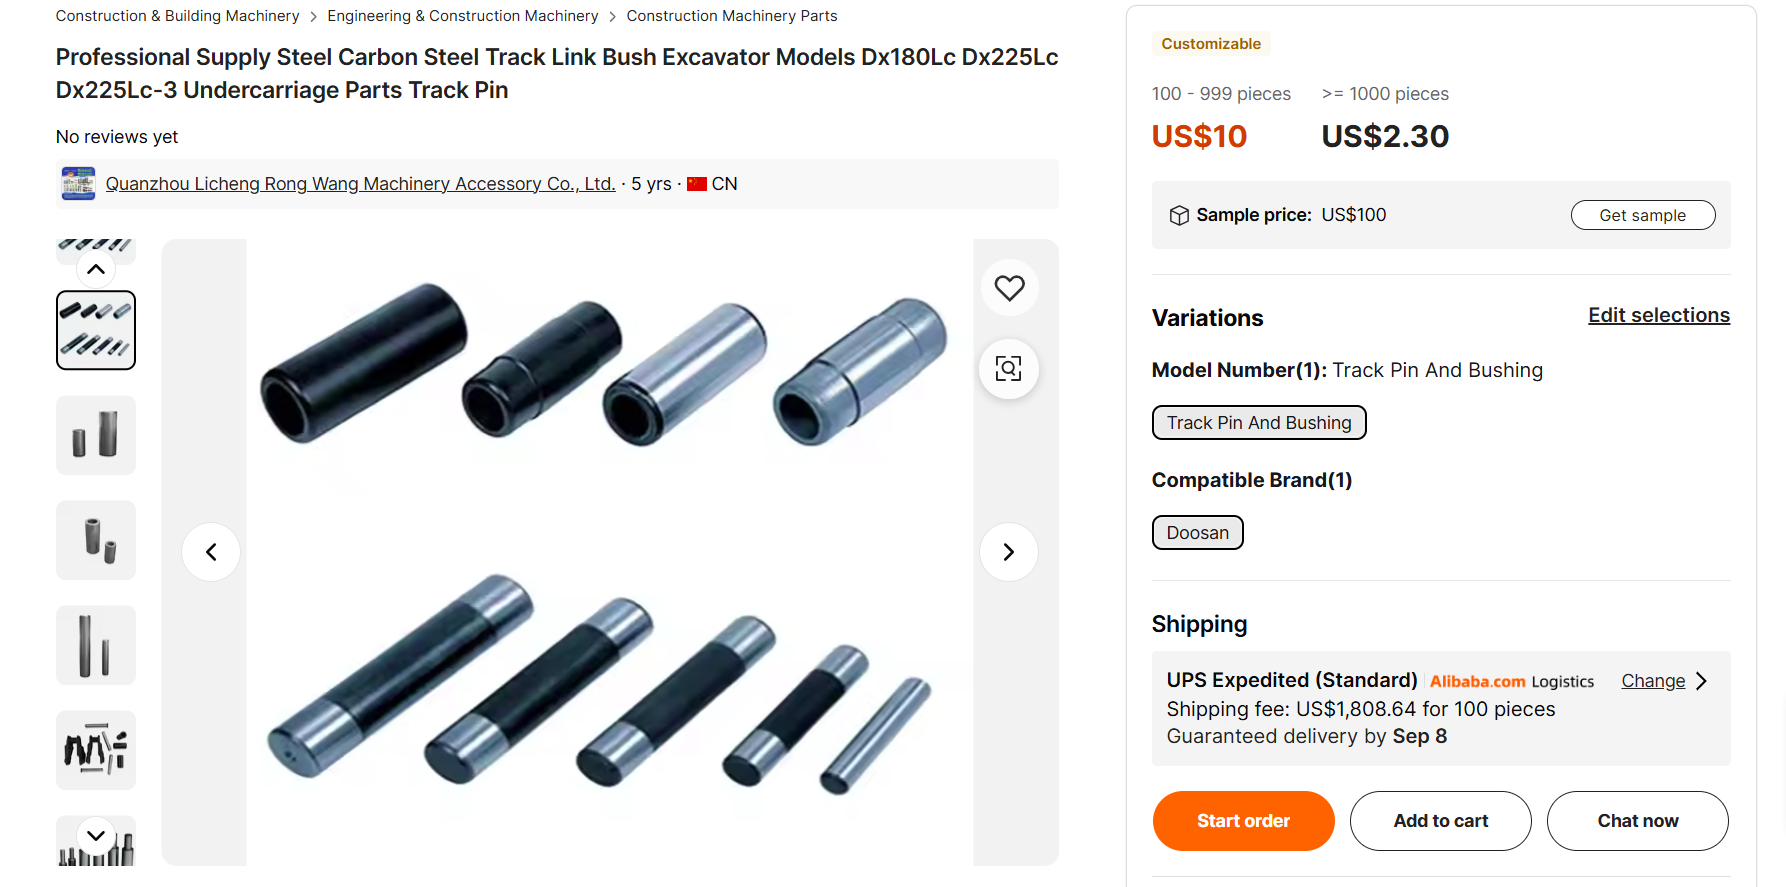 Construction & Building Machinery > Engineering & Construction Machinery > Construction Machinery Parts
Professional Supply Steel Carbon Steel Track Link Bush Excavator Models Dx180Lc Dx225Lc
Dx225Lc-3 Undercarriage Parts Track Pin
No reviews yet
Quanzhou Licheng Rong Wang Machinery Accessory Co., Ltd. · 5 yrs · CN
Customizable
100 - 999 pieces >= 1000 pieces
US$10 US$2.30
Sample price: US$100 Get sample
Variations Edit selections
Model Number(1): Track Pin And Bushing
Track Pin And Bushing
Compatible Brand(1)
Doosan
Shipping
UPS Expedited (Standard) Alibaba.com Logistics Change
Shipping fee: US$1,808.64 for 100 pieces
Guaranteed delivery by Sep 8
Start order Add to cart Chat now